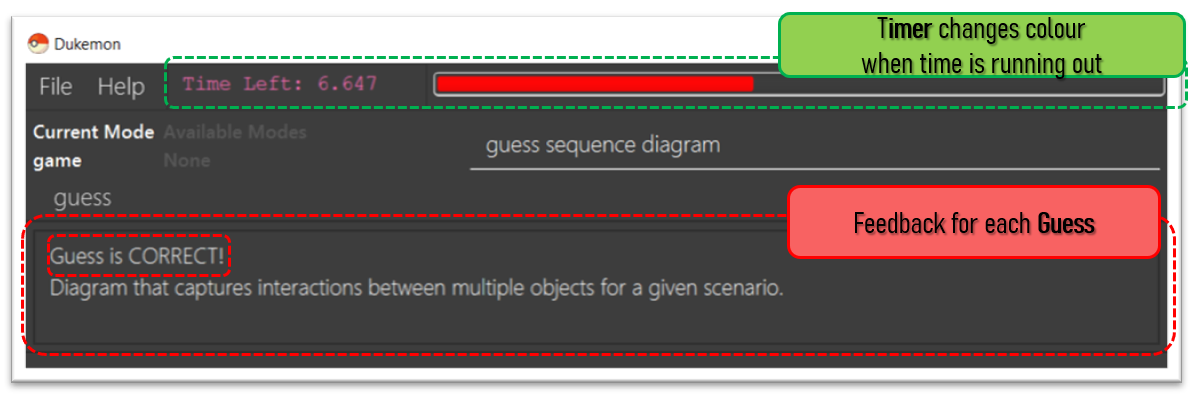 Dukemon
Timer changes colour
when time is running out
File Help Time Left: 6.647
Current Mode Available Modes
game None
guess sequence diagram
guess
Feedback for each Guess
Guess is CORRECT!
Diagram that captures interactions between multiple objects for a given scenario.